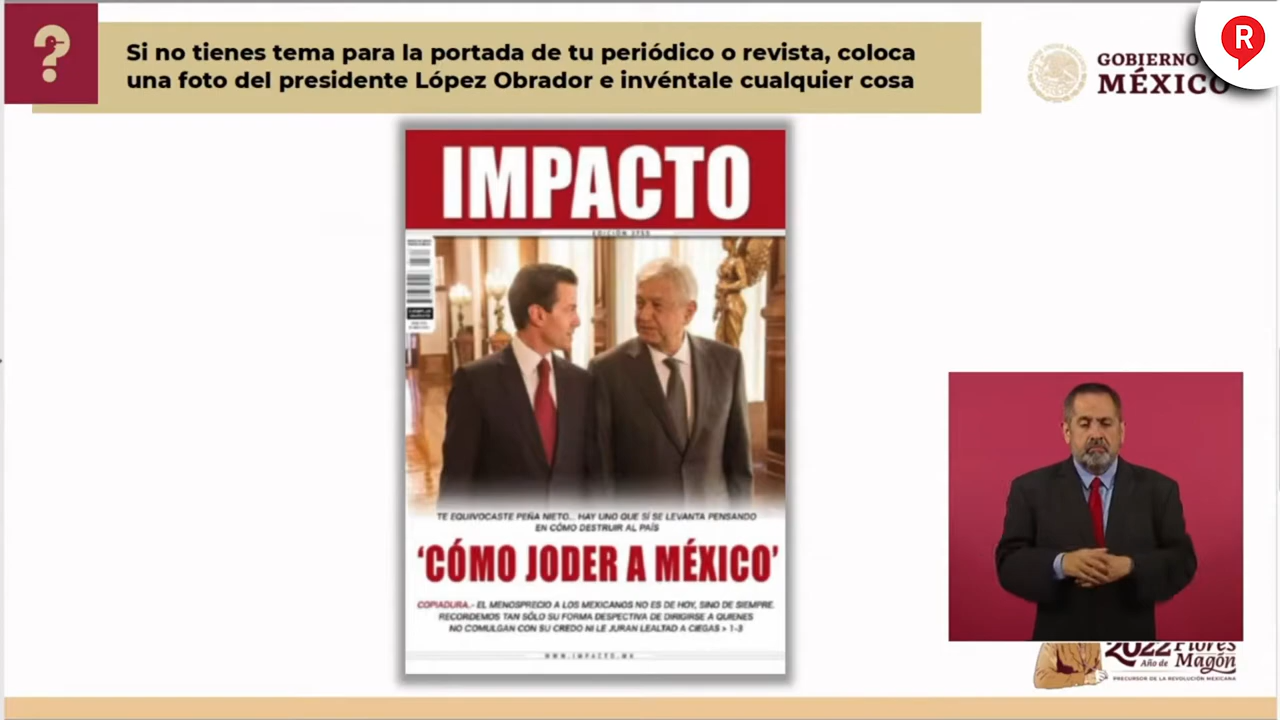 Si no tienes tema para la portada de tu periódico o revista, coloca
una foto del presidente López Obrador e invéntale cualquier cosa
GOBIERNO
MÉXICO
R
IMPACTO
EDICIÓN 3755
TE EQUIVOCASTE PEÑA NIETO... HAY UNO QUE SÍ SE LEVANTA PENSANDO
EN CÓMO DESTRUIR AL PAÍS
‘CÓMO JODER A MÉXICO’
COPIADURA.- EL MENOSPRECIO A LOS MEXICANOS NO ES DE HOY, SINO DE SIEMPRE.
RECORDEMOS TAN SÓLO SU FORMA DESPECTIVA DE DIRIGIRSE A QUIENES
NO COMULGAN CON SU CREDO NI LE JURAN LEALTAD A CIEGAS > 1-3
WWW.IMPACTO.MX
2022 Flores
Año de Magón
PRECURSOR DE LA REVOLUCIÓN MEXICANA